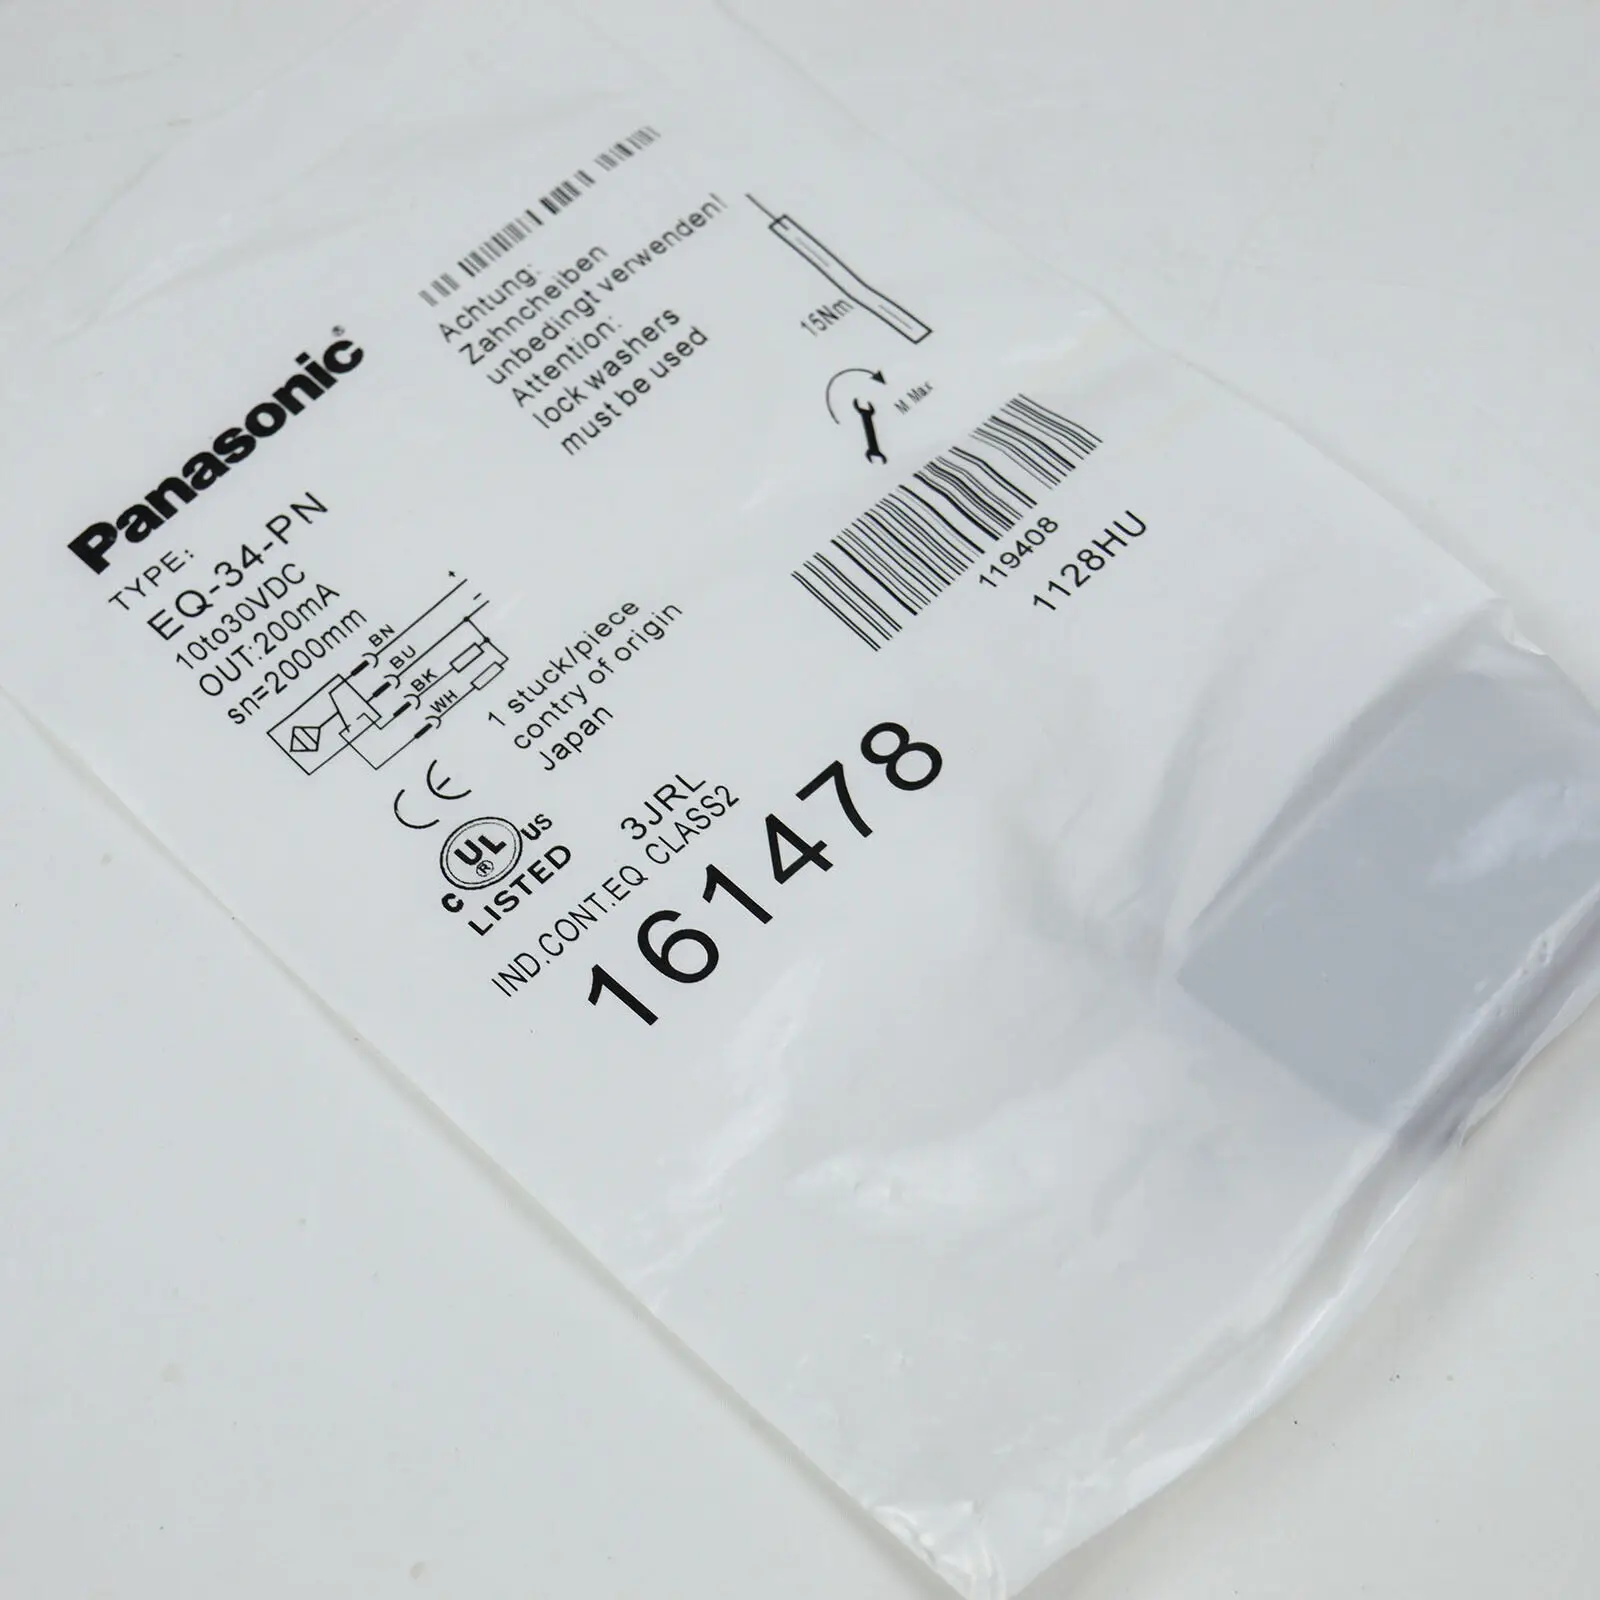 Panasonic®
TYPE:
EQ-34-PN
10to30VDC
OUT:200mA
sn=2000mm
+
−
BN
BU
BK
WH
CE
C UL ® US
LISTED
3JRL
IND.CONT.EQ CLASS2
161478
1 stuck/piece
contry of origin
Japan
Achtung:
Zahncheiben
unbedingt verwenden!
Attention:
lock washers
must be used
15Nm
M.Max
119408
1128HU